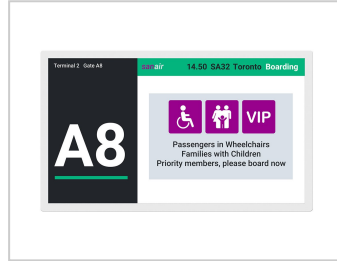 Terminal 2 Gate A8
sanair 14.50 SA32 Toronto Boarding
A8
VIP
Passengers in Wheelchairs
Families with Children
Priority members, please board now